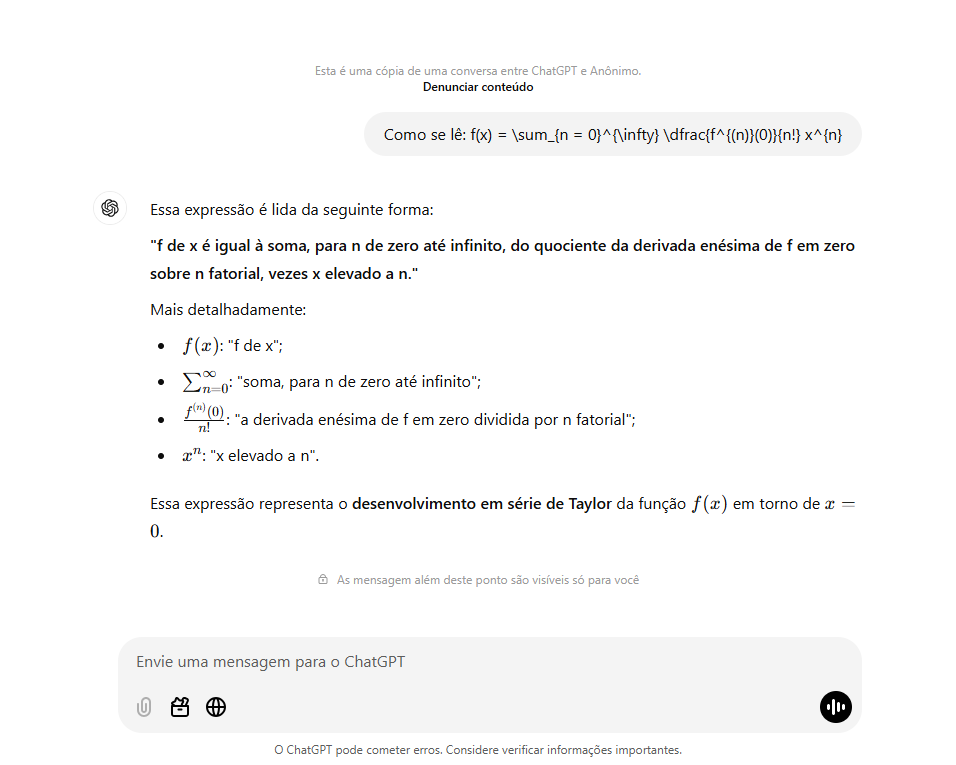 Esta é uma cópia de uma conversa entre ChatGPT e Anônimo.
Denunciar conteúdo
Como se lê: f(x) = \sum_{n = 0}^{\infty} \dfrac{f^{(n)}(0)}{n!} x^{n}
Essa expressão é lida da seguinte forma:
"f de x é igual à soma, para n de zero até infinito, do quociente da derivada enésima de f em zero
sobre n fatorial, vezes x elevado a n."
Mais detalhadamente:
• f(x): "f de x";
• ∑_{n=0}^{∞}: "soma, para n de zero até infinito";
• f^{(n)}(0)/n!: "a derivada enésima de f em zero dividida por n fatorial";
• x^n: "x elevado a n".
Essa expressão representa o desenvolvimento em série de Taylor da função f(x) em torno de x =
0.
As mensagem além deste ponto são visíveis só para você
Envie uma mensagem para o ChatGPT
O ChatGPT pode cometer erros. Considere verificar informações importantes.